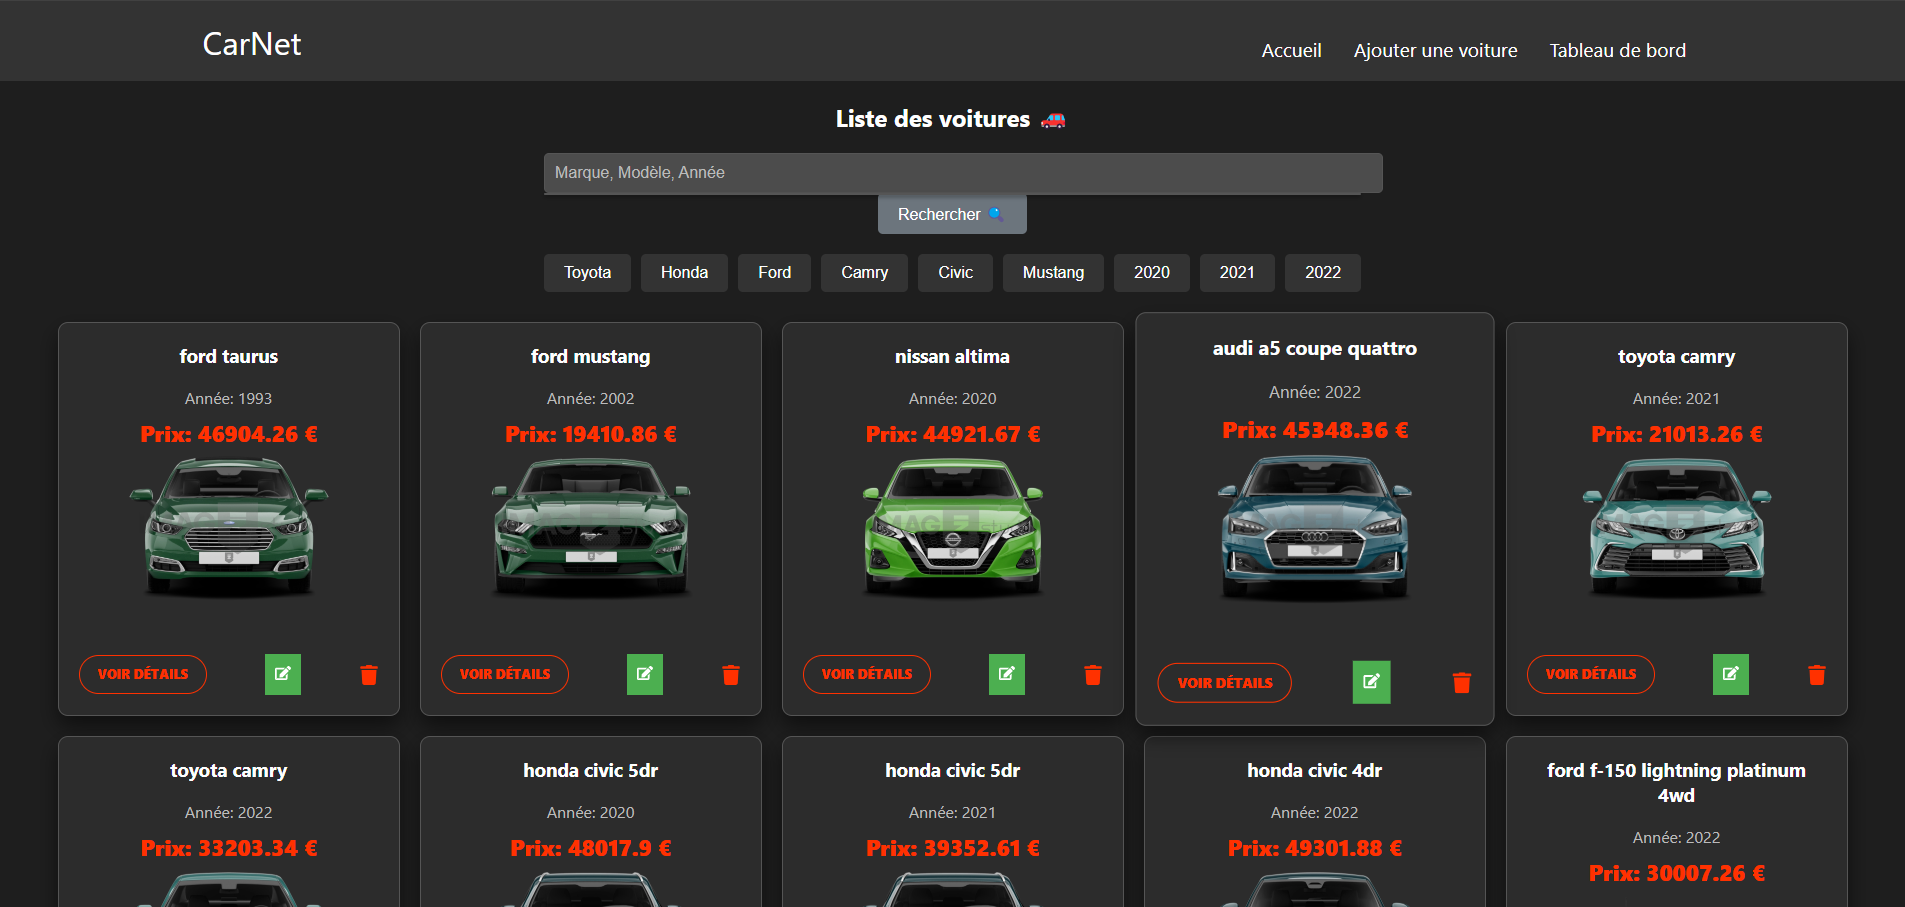 CarNet
Accueil Ajouter une voiture Tableau de bord
Liste des voitures
Marque, Modèle, Année
Rechercher
Toyota Honda Ford Camry Civic Mustang 2020 2021 2022
ford taurus
Année: 1993
Prix: 46904.26 €
VOIR DÉTAILS
ford mustang
Année: 2002
Prix: 19410.86 €
VOIR DÉTAILS
nissan altima
Année: 2020
Prix: 44921.67 €
VOIR DÉTAILS
audi a5 coupe quattro
Année: 2022
Prix: 45348.36 €
VOIR DÉTAILS
toyota camry
Année: 2021
Prix: 21013.26 €
VOIR DÉTAILS
toyota camry
Année: 2022
Prix: 33203.34 €
honda civic 5dr
Année: 2020
Prix: 48017.9 €
honda civic 5dr
Année: 2021
Prix: 39352.61 €
honda civic 4dr
Année: 2022
Prix: 49301.88 €
ford f-150 lightning platinum
4wd
Année: 2022
Prix: 30007.26 €